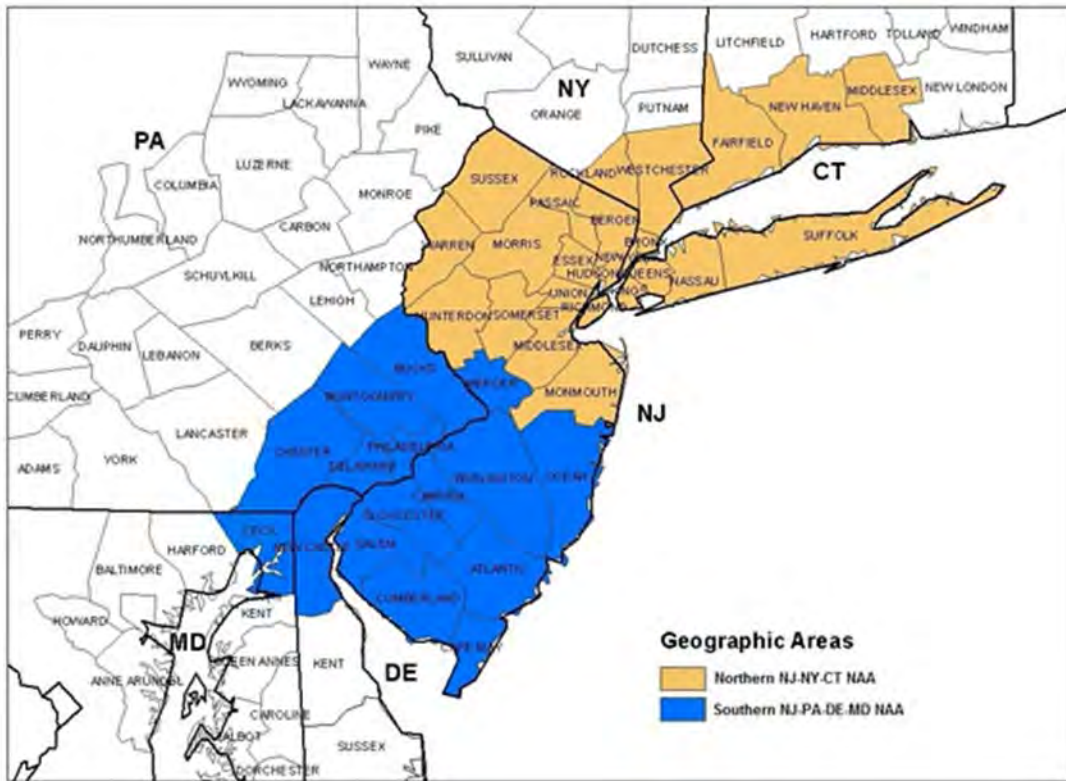 WINDHAM
TOLLAND
HARTFORD
LITCHFIELD
DUTCHESS
SULLIVAN
WAYNE
WYOMING
LACKAWANNA
NY
MIDDLESEX
NEW LONDON
NEW HAVEN
PUTNAM
ORANGE
PIKE
PA
FAIRFIELD
LUZERNE
WESTCHESTER
ROCKLAND
SUSSEX
CT
COLUMBIA
MONROE
PASSAIC
BERGEN
CARBON
SUFFOLK
NORTHUMBERLAND
WARREN
MORRIS
BRONX
ESSEX
NORTHAMPTON
SCHUYLKILL
HUDSON
QUEENS
NASSAU
UNION
LEHIGH
RICHMOND
HUNTERDON
SOMERSET
PERRY
DAUPHIN
LEBANON
BERKS
MIDDLESEX
BUCKS
MERCER
CUMBERLAND
MONTGOMERY
MONMOUTH
NJ
LANCASTER
YORK
CHESTER
PHILADELPHIA
ADAMS
DELAWARE
BURLINGTON
OCEAN
CAMDEN
GLOUCESTER
CECIL
NEW CASTLE
SALEM
HARFORD
BALTIMORE
ATLANTIC
CUMBERLAND
HOWARD
KENT
MD
CAPE MAY
QUEEN ANNES
KENT
DE
ANNE ARUNDEL
CAROLINE
TALBOT
SUSSEX
DORCHESTER
Geographic Areas
Northern NJ-NY-CT NAA
Southern NJ-PA-DE-MD NAA